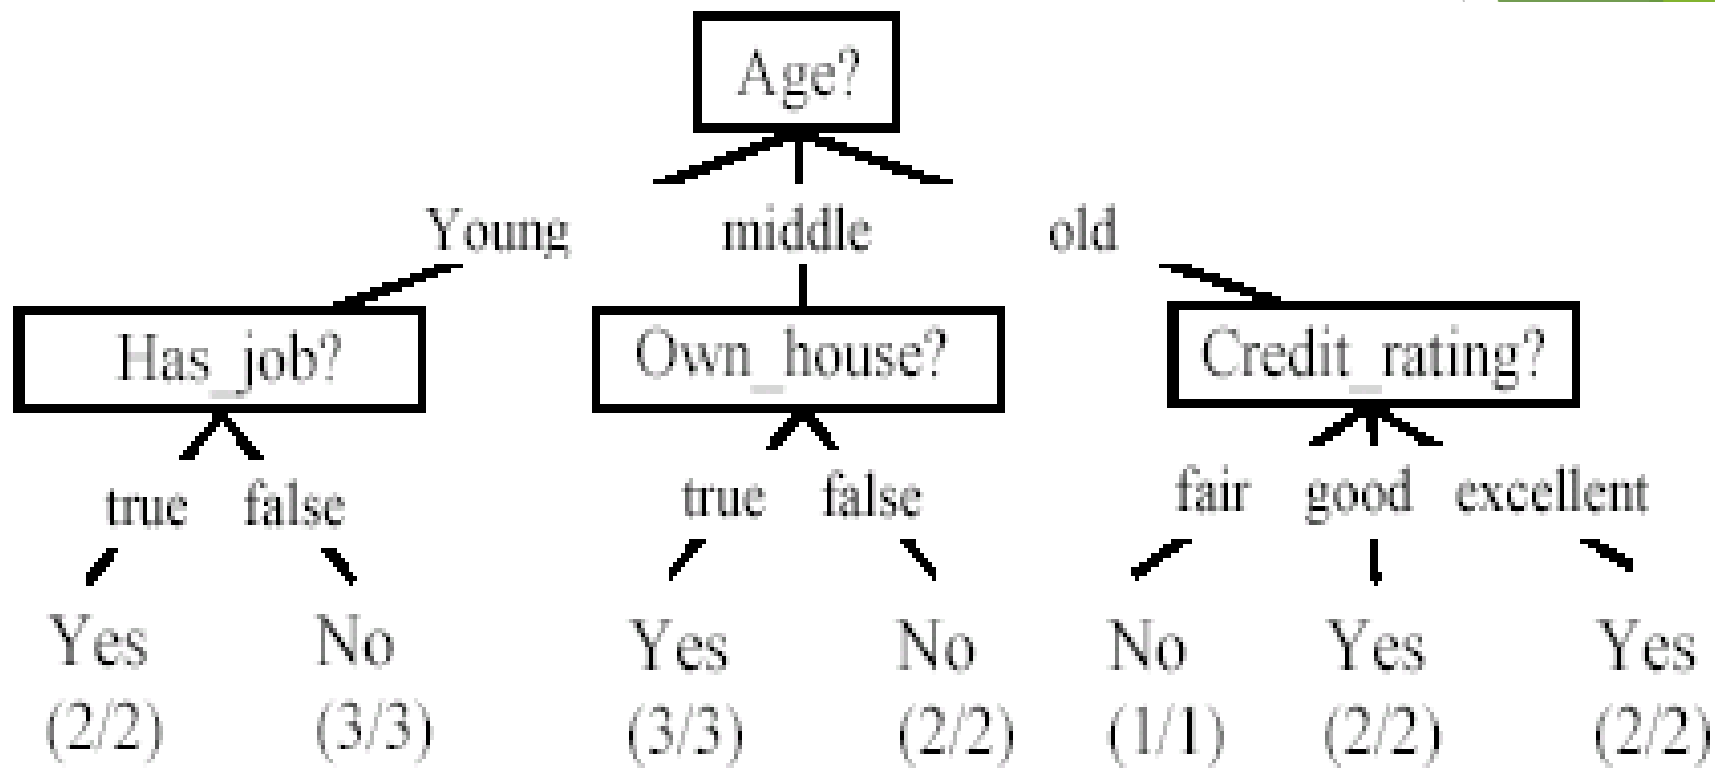 Age?
Young middle old
Has_job? Own_house? Credit_rating?
true false true false fair good excellent
Yes No Yes No No Yes Yes
(2/2) (3/3) (3/3) (2/2) (1/1) (2/2) (2/2)